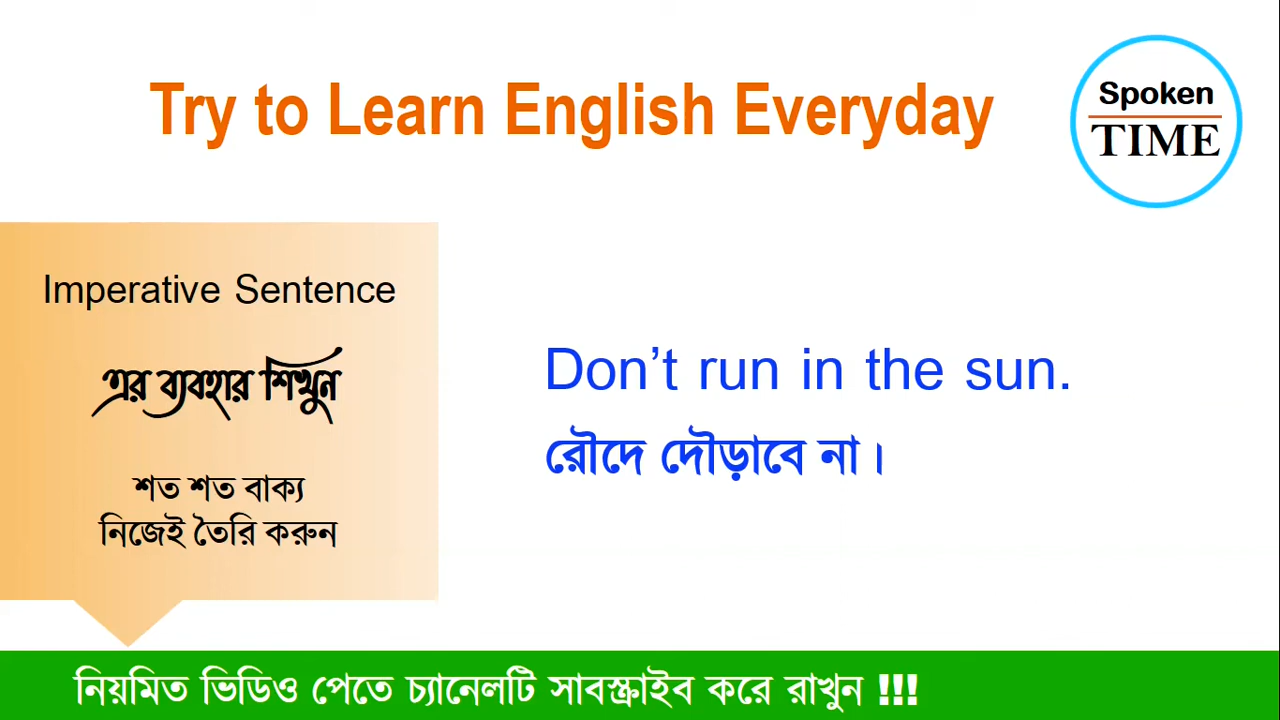 Try to Learn English Everyday
Spoken
TIME
Imperative Sentence
এর ব্যবহার শিখুন
শত শত বাক্য
নিজেই তৈরি করুন
Don’t run in the sun.
রৌদে দৌড়াবে না।
নিয়মিত ভিডিও পেতে চ্যানেলটি সাবস্ক্রাইব করে রাখুন !!!